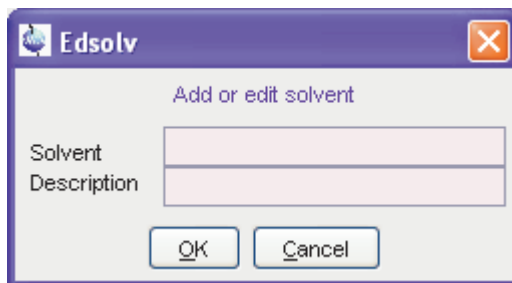 Edsolv
Add or edit solvent
Solvent
Description
OK
Cancel